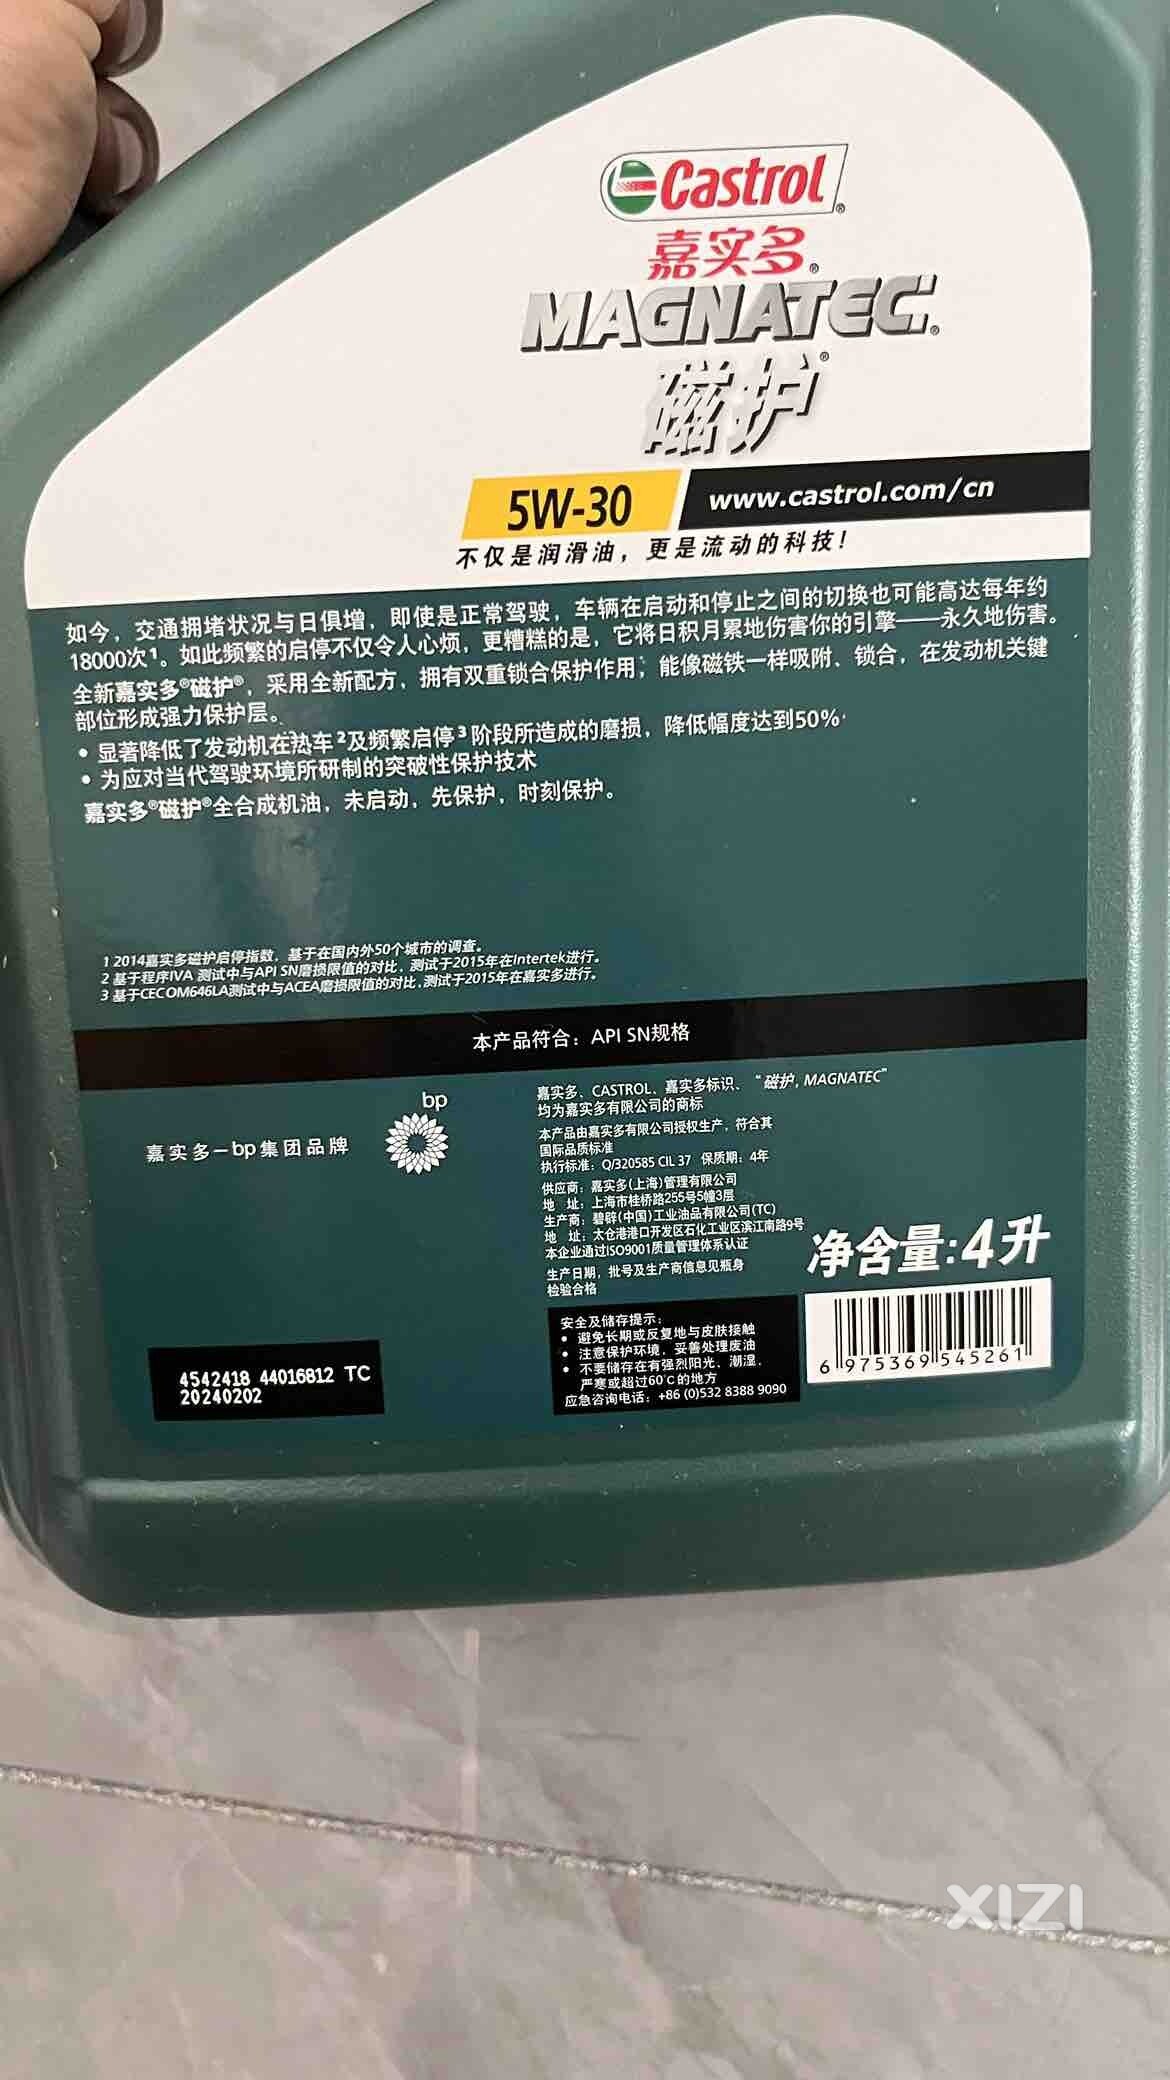 Castrol®
嘉实多®
MAGNATEC®
磁护®
5W-30
www.castrol.com/cn
不仅是润滑油，更是流动的科技！
如今，交通拥堵状况与日俱增，即使是正常驾驶，车辆在启动和停止之间的切换也可能高达每年约
18000次¹。如此频繁的启停不仅令人心烦，更糟糕的是，它将日积月累地伤害你的引擎——永久地伤害。
全新嘉实多®磁护®，采用全新配方，拥有双重锁合保护作用；能像磁铁一样吸附、锁合，在发动机关键
部位形成强力保护层。
• 显著降低了发动机在热车²及频繁启停³阶段所造成的磨损，降低幅度达到50%
• 为应对当代驾驶环境所研制的突破性保护技术
嘉实多®磁护®全合成机油，未启动，先保护，时刻保护。
1 2014嘉实多磁护启停指数，基于在国内外50个城市的调查。
2 基于程序IVA 测试中与API SN磨损限值的对比，测试于2015年在Intertek进行。
3 基于CECOM646LA测试中与ACEA磨损限值的对比，测试于2015年在嘉实多进行。
本产品符合：API SN规格
bp
嘉实多–bp集团品牌
嘉实多、CASTROL、嘉实多标识、“磁护, MAGNATEC”
均为嘉实多有限公司的商标
本产品由嘉实多有限公司授权生产，符合其
国际品质标准
执行标准：Q/320585 CIL 37 保质期：4年
供应商：嘉实多(上海)管理有限公司
地 址：上海市桂桥路255号5幢3层
生产商：碧辟(中国)工业油品有限公司(TC)
地 址：太仓港港口开发区石化工业区滨江南路9号
本企业通过ISO9001质量管理体系认证
生产日期，批号及生产商信息见瓶身
检验合格
净含量:4升
安全及储存提示：
• 避免长期或反复地与皮肤接触
• 注意保护环境，妥善处理废油
• 不要储存在有强烈阳光、潮湿、
严寒或超过60℃的地方
应急咨询电话：+86 (0)532 8388 9090
6 975369 545261
4542418 44016812 TC
20240202
XIZI